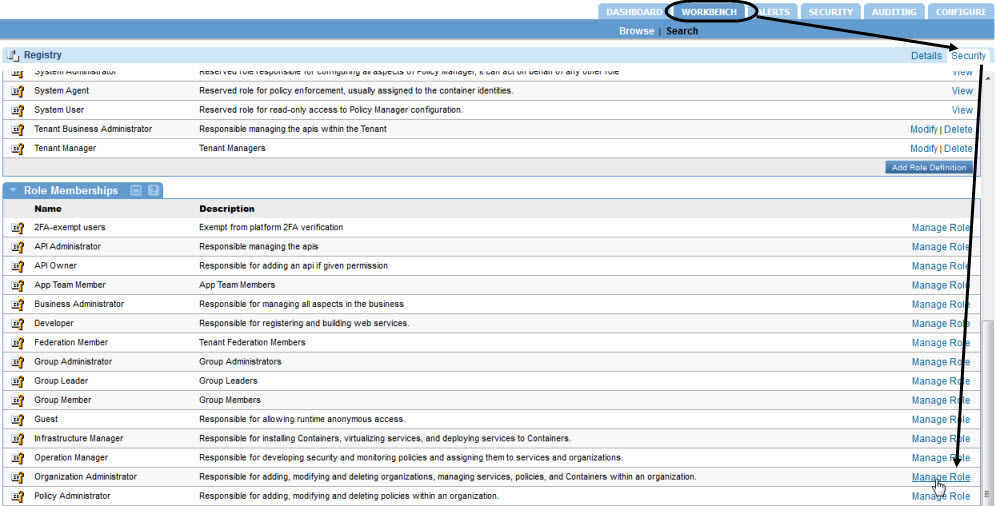 DASHBOARD WORKBENCH ALERTS SECURITY AUDITING CONFIGURE
Browse | Search
Registry Details Security
System Administrator Reserved role responsible for configuring all aspects of Policy Manager, it can act on behalf of any other role View
System Agent Reserved role for policy enforcement, usually assigned to the container identities. View
System User Reserved role for read-only access to Policy Manager configuration. View
Tenant Business Administrator Responsible managing the apis within the Tenant Modify | Delete
Tenant Manager Tenant Managers Modify | Delete
Add Role Definition
Role Memberships
Name Description
2FA-exempt users Exempt from platform 2FA verification Manage Role
API Administrator Responsible managing the apis Manage Role
API Owner Responsible for adding an api if given permission Manage Role
App Team Member App Team Members Manage Role
Business Administrator Responsible for managing all aspects in the business Manage Role
Developer Responsible for registering and building web services. Manage Role
Federation Member Tenant Federation Members Manage Role
Group Administrator Group Administrators Manage Role
Group Leader Group Leaders Manage Role
Group Member Group Members Manage Role
Guest Responsible for allowing runtime anonymous access. Manage Role
Infrastructure Manager Responsible for installing Containers, virtualizing services, and deploying services to Containers. Manage Role
Operation Manager Responsible for developing security and monitoring policies and assigning them to services and organizations. Manage Role
Organization Administrator Responsible for adding, modifying and deleting organizations, managing services, policies, and Containers within an organization. Manage Role
Policy Administrator Responsible for adding, modifying and deleting policies within an organization. Manage Role